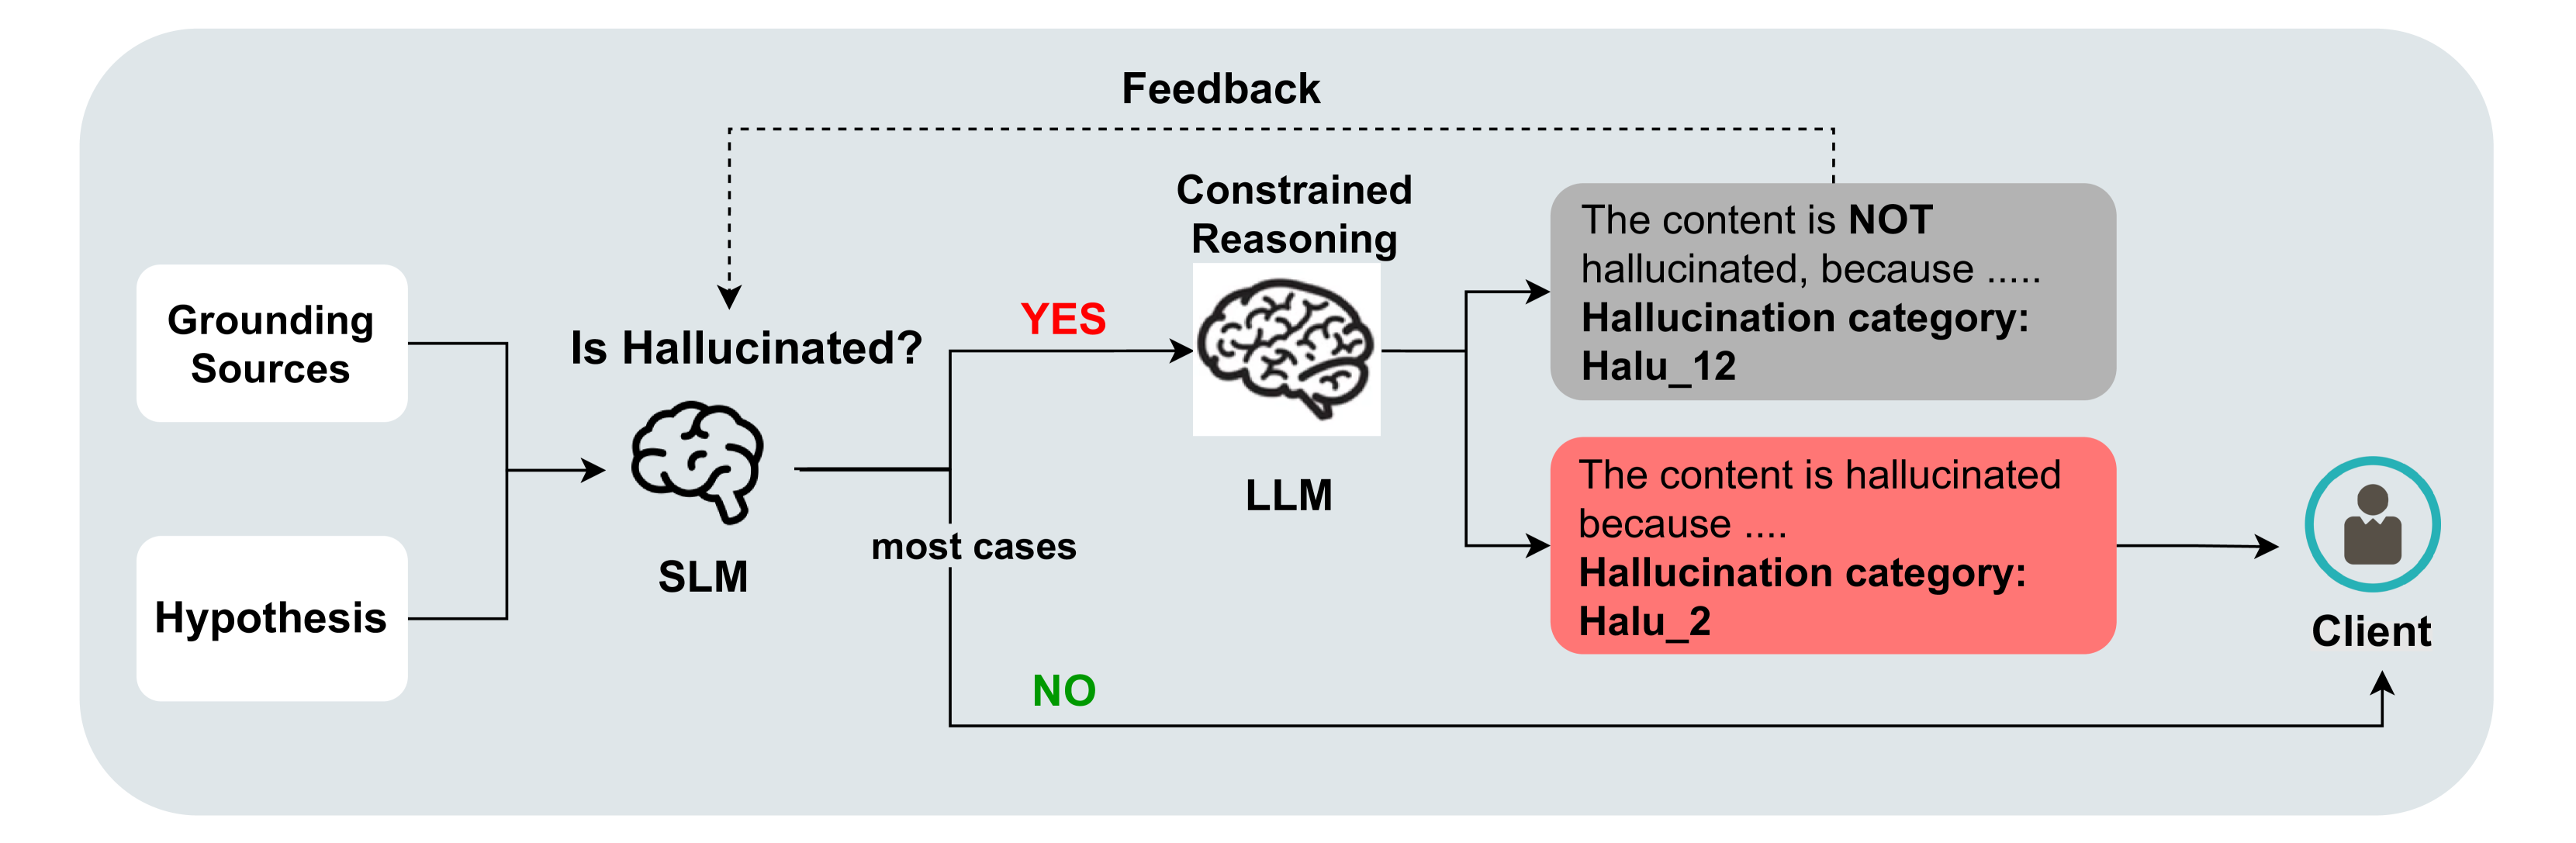 Feedback
Constrained
Reasoning
Grounding
Sources
Hypothesis
Is Hallucinated?
SLM
YES
most cases
NO
LLM
The content is NOT
hallucinated, because .....
Hallucination category:
Halu_12
The content is hallucinated
because ....
Hallucination category:
Halu_2
Client